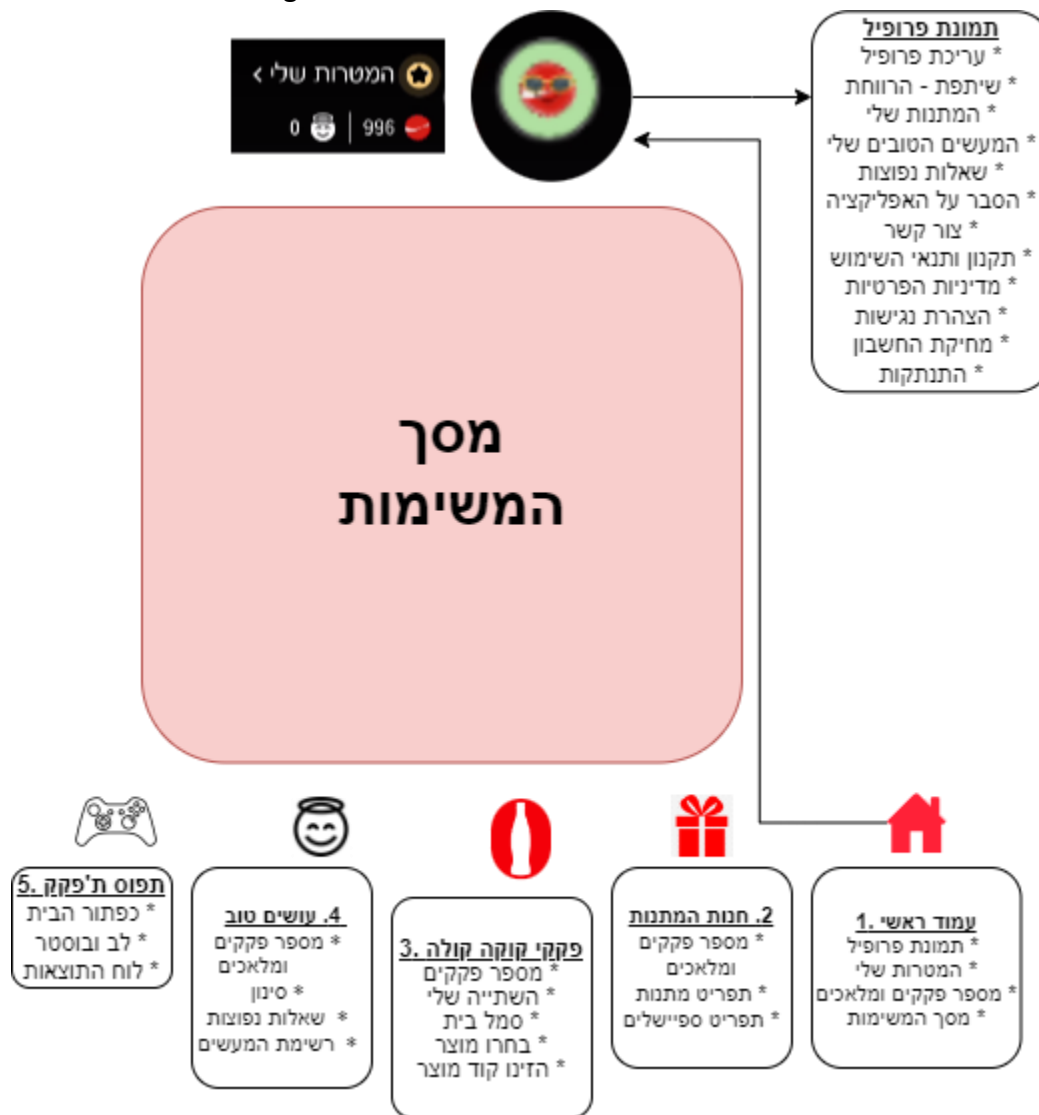 המטרות שלי >
996 | 0
תמונת פרופיל
* עריכת פרופיל
* שיתפת - הרווחת
* המתנות שלי
* המעשים הטובים שלי
* שאלות נפוצות
* הסבר על האפליקציה
* צור קשר
* תקנון ותנאי השימוש
* מדיניות הפרטיות
* הצהרת נגישות
* מחיקת החשבון
* התנתקות
מסך
המשימות
1. עמוד ראשי
* תמונת פרופיל
* המטרות שלי
* מספר פקקים ומלאכים
* מסך המשימות
2. חנות המתנות
* מספר פקקים
ומלאכים
* תפריט מתנות
* תפריט ספיישלים
3. פקקי קוקה קולה
* מספר פקקים
* השתייה שלי
* סמל בית
* בחרו מוצר
* הזינו קוד מוצר
4. עושים טוב
* מספר פקקים
ומלאכים
* סינון
* שאלות נפוצות
* רשימת המעשים
5. תפוס ת'פקק
* כפתור הבית
* לב ובוסטר
* לוח התוצאות